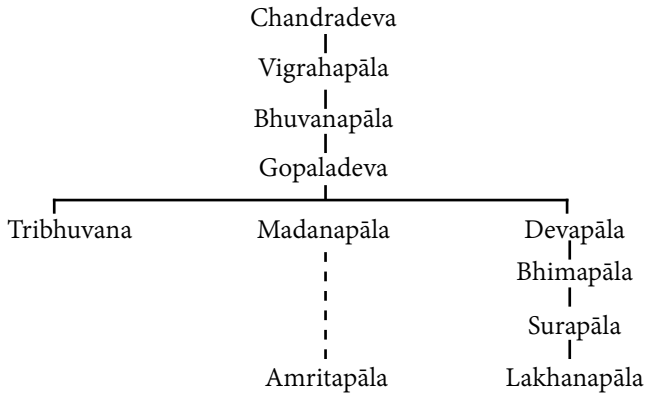 Chandradeva
Vigrahapāla
Bhuvanapāla
Gopaladeva
Tribhuvana Madanapāla Devapāla
Bhimapāla
Surapāla
Amritapāla Lakhanapāla